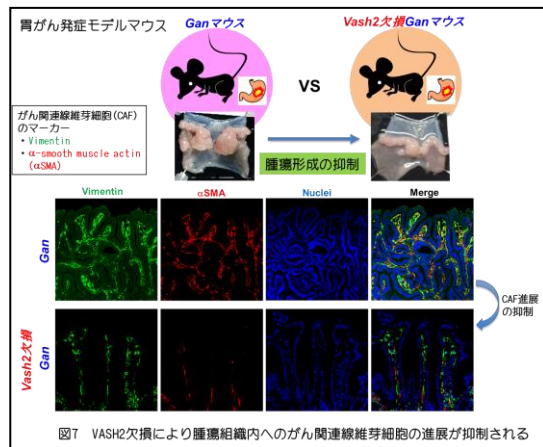 胃がん発症モデルマウス
Ganマウス
Vash2欠損Ganマウス
VS
がん関連線維芽細胞(CAF)
のマーカー
• Vimentin
• α-smooth muscle actin
(αSMA)
腫瘍形成の抑制
Vimentin
αSMA
Nuclei
Merge
Gan
CAF進展
の抑制
Vash2欠損
Gan
図7 VASH2欠損により腫瘍組織内へのがん関連線維芽細胞の進展が抑制される